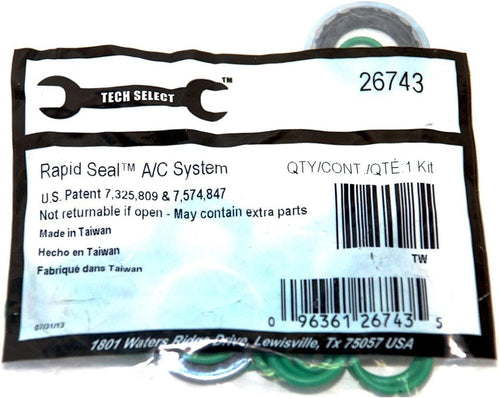 TECH SELECT ™
26743
Rapid Seal™ A/C System
QTY/CONT./QTÉ:1 Kit
U.S. Patent 7,325,809 & 7,574,847
Not returnable if open - May contain extra parts
Made in Taiwan
Hecho en Taiwan
Fabriqué dans Taiwan
TW
07/31/13
0 96361 26743 5
1801 Waters Ridge Drive, Lewisville, Tx 75057 USA